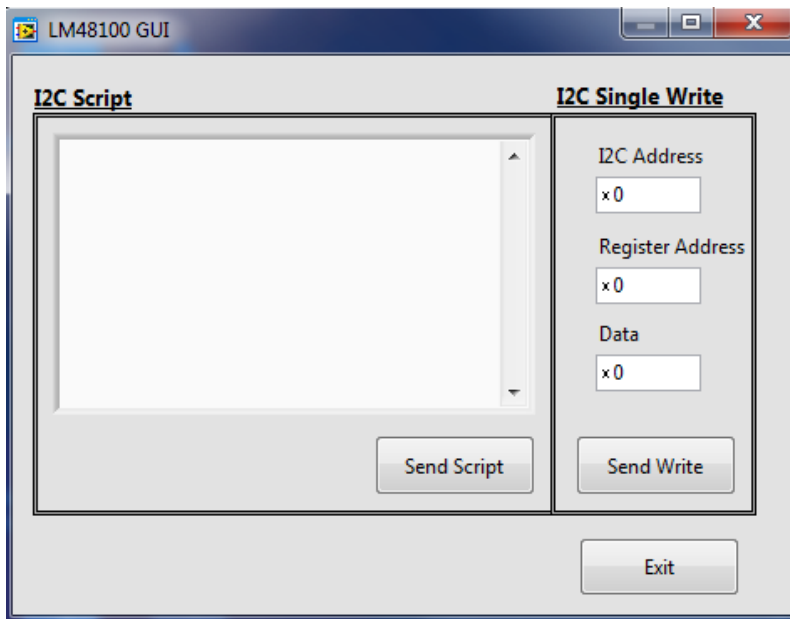 LM48100 GUI
I2C Script
I2C Single Write
I2C Address
x 0
Register Address
x 0
Data
x 0
Send Script
Send Write
Exit